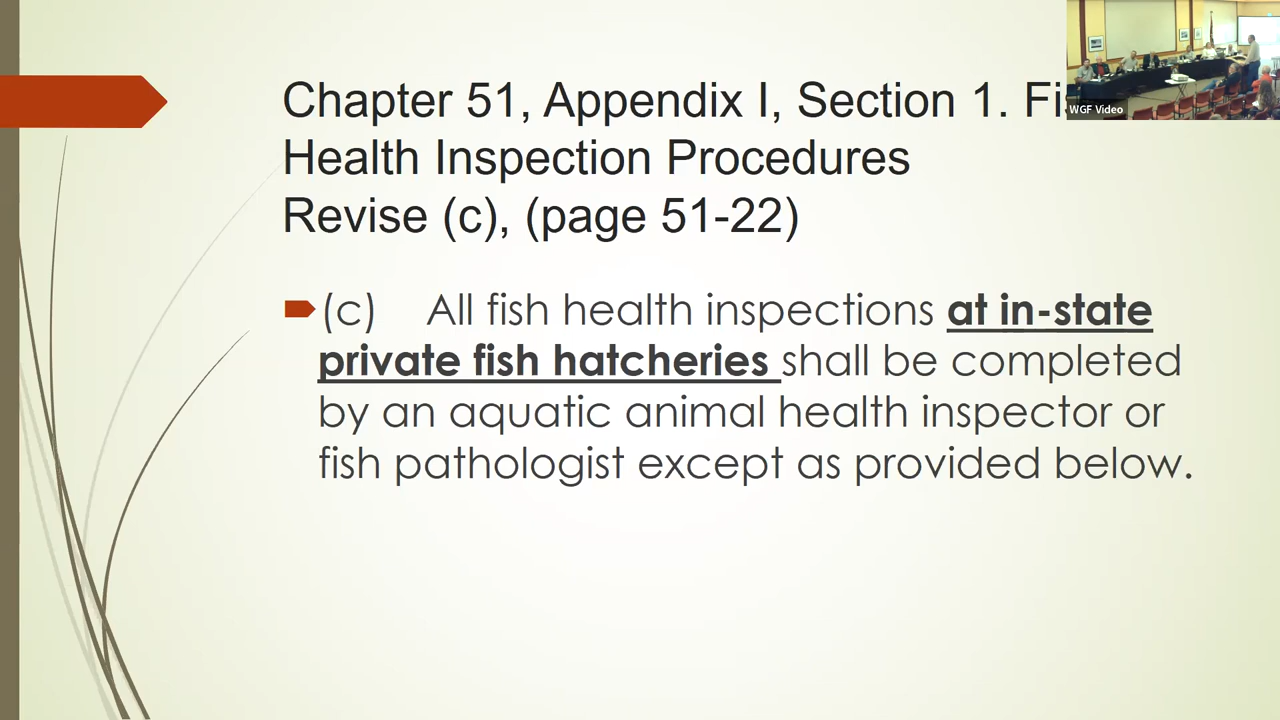 Chapter 51, Appendix I, Section 1.
Health Inspection Procedures
Revise (c), (page 51-22)
(c) All fish health inspections at in-state
private fish hatcheries shall be completed
by an aquatic animal health inspector or
fish pathologist except as provided below.
WGF Video